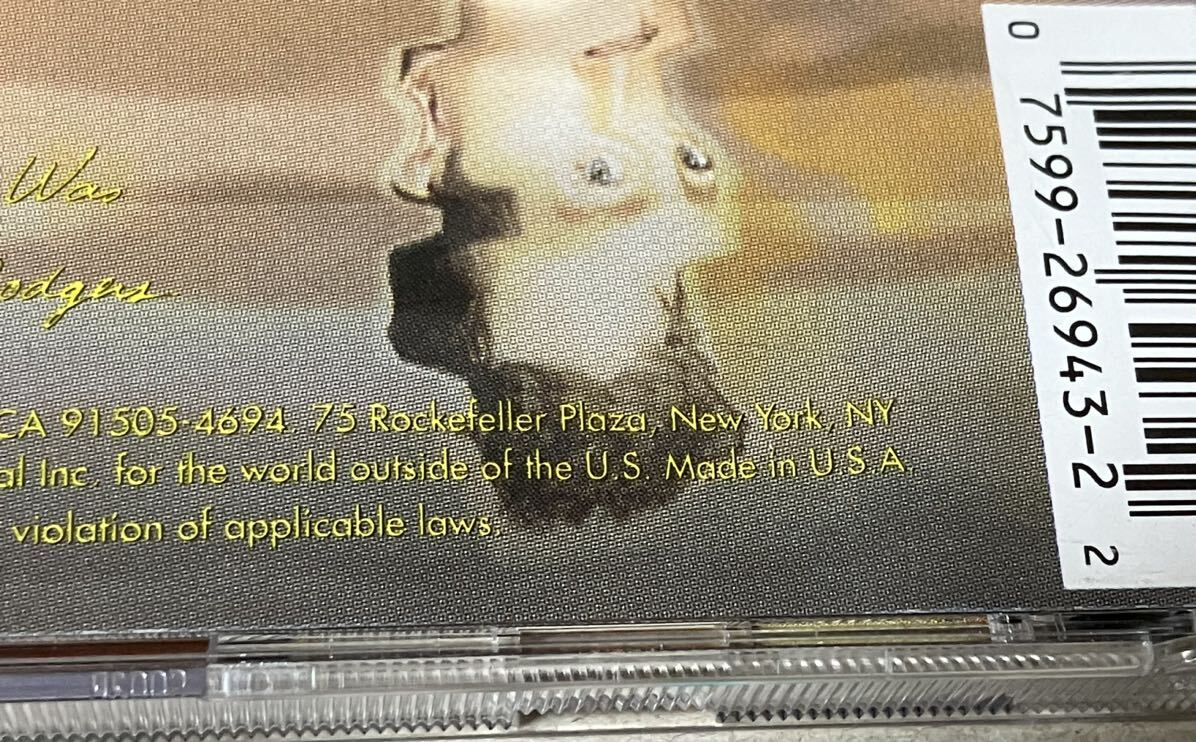 Was
odgers
CA 91505-4694. 75 Rockefeller Plaza, New York, NY
al Inc. for the world outside of the U.S. Made in U.S.A.
violation of applicable laws.
0 7599-26943-2 2